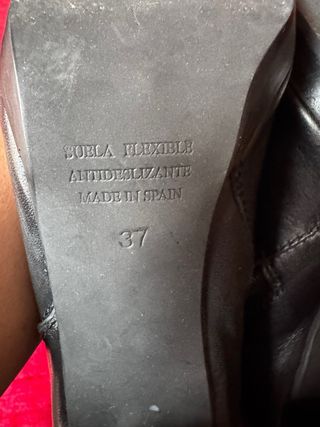 SUELA FLEXIBLE
ANTIDESLIZANTE
MADE IN SPAIN
37